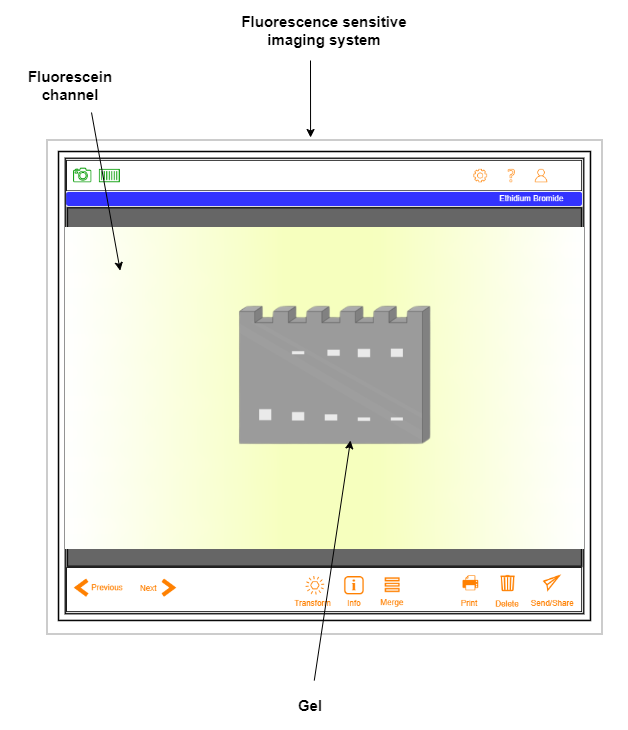 Fluorescence sensitive
imaging system
Fluorescein
channel
Ethidium Bromide
Previous
Next
Transform
Info
Merge
Print
Delete
Send/Share
Gel